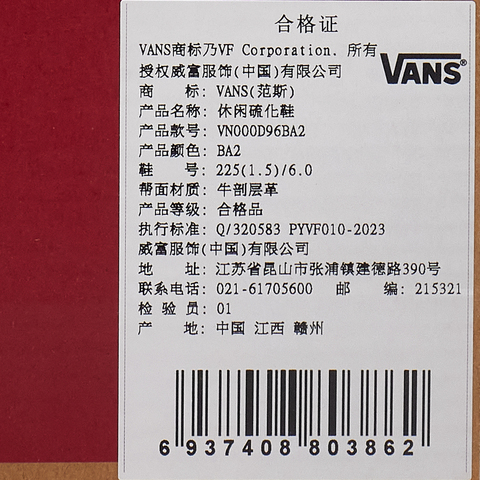 合格证
VANS商标乃VF Corporation. 所有
授权威富服饰(中国)有限公司
VANS®
商 标: VANS(范斯)
产品名称: 休闲硫化鞋
产品款号: VN000D96BA2
产品颜色: BA2
鞋 号: 225(1.5)/6.0
帮面材质: 牛剖层革
产品等级: 合格品
执行标准: Q/320583 PYVF010-2023
威富服饰(中国)有限公司
地 址: 江苏省昆山市张浦镇建德路390号
联系电话: 021-61705600 邮 编: 215321
检 验 员: 01
产 地: 中国 江西 赣州
6 937408 803862